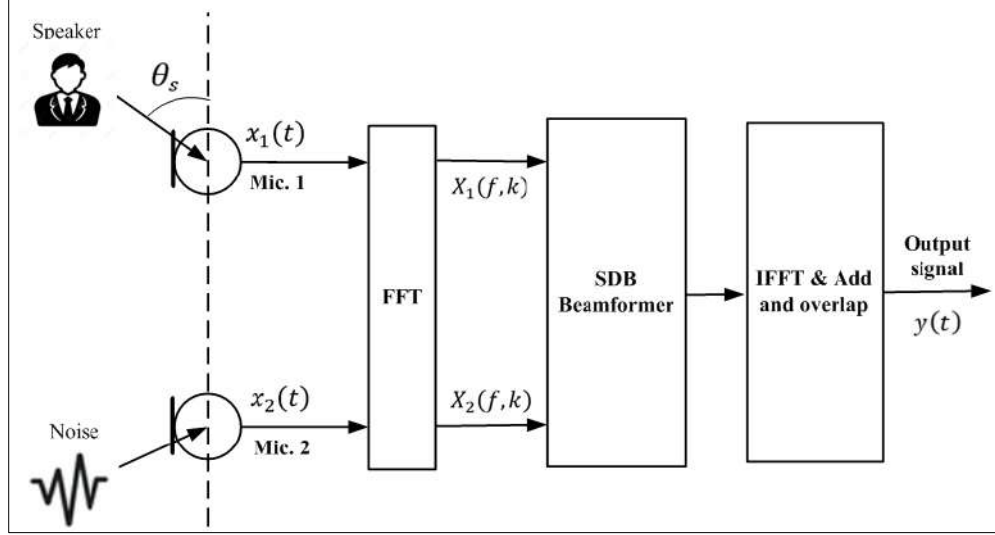 Speaker
θₛ
x₁(t)
Mic. 1
X₁(f,k)
FFT
SDB
Beamformer
IFFT & Add
and overlap
Output
signal
y(t)
Noise
x₂(t)
Mic. 2
X₂(f,k)